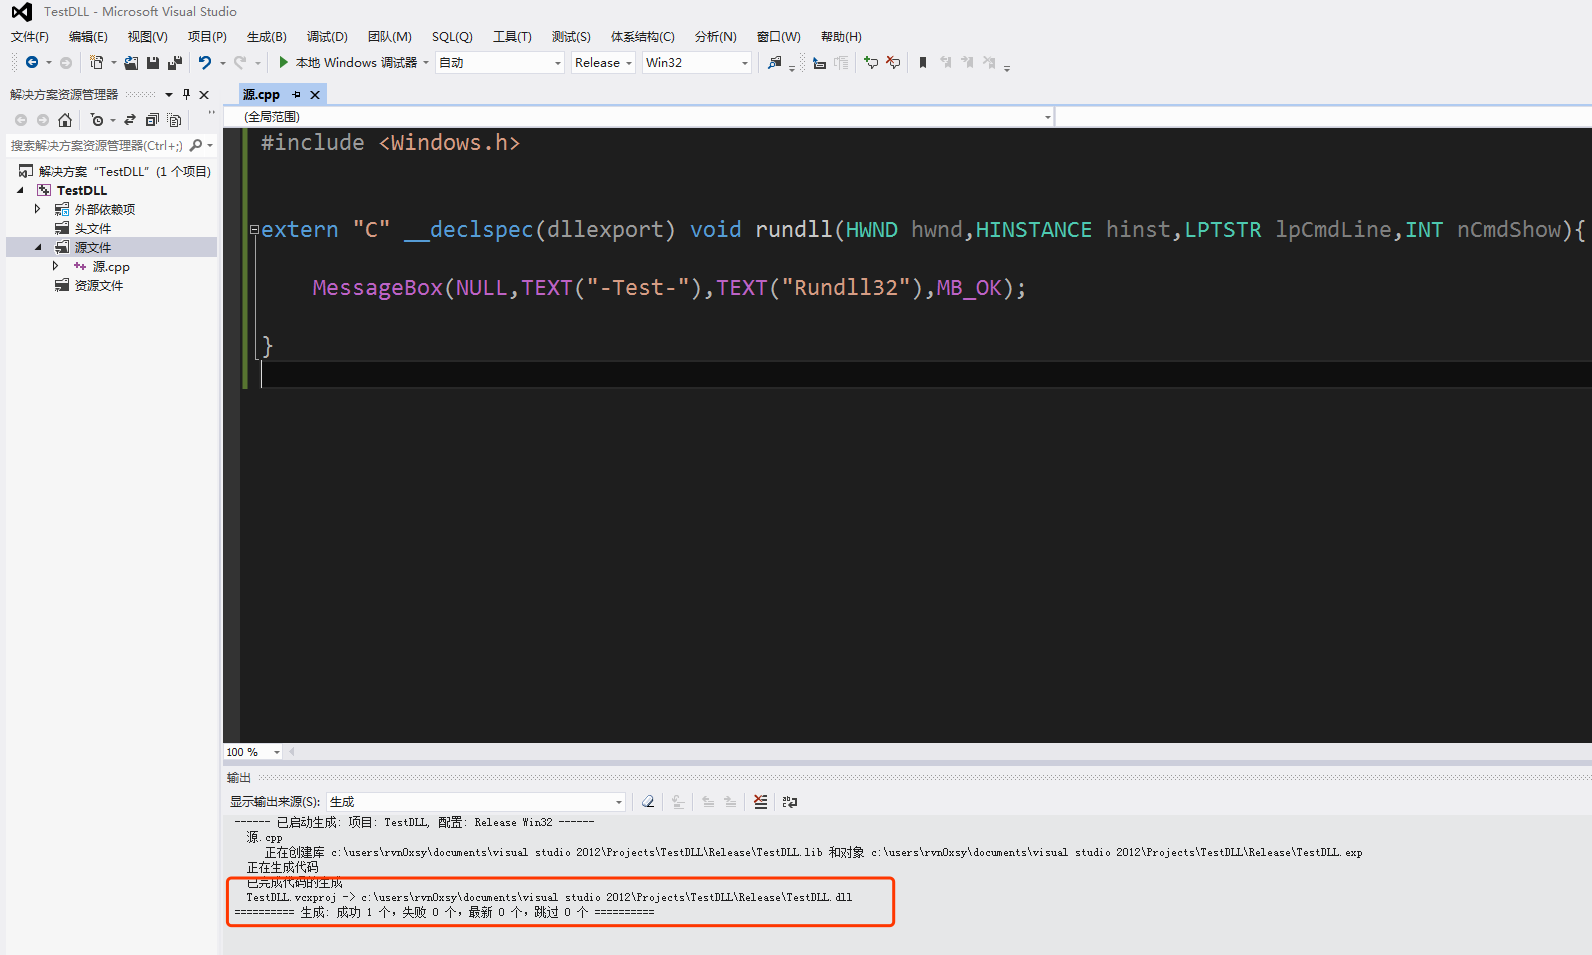 TestDLL - Microsoft Visual Studio
文件(F) 编辑(E) 视图(V) 项目(P) 生成(B) 调试(D) 团队(M) SQL(Q) 工具(T) 测试(S) 体系结构(C) 分析(N) 窗口(W) 帮助(H)
本地 Windows 调试器 自动 Release Win32
解决方案资源管理器
搜索解决方案资源管理器(Ctrl+;)
解决方案 "TestDLL" (1 个项目)
TestDLL
外部依赖项
头文件
源文件
源.cpp
资源文件
源.cpp
(全局范围)
#include <Windows.h>
extern "C" __declspec(dllexport) void rundll(HWND hwnd,HINSTANCE hinst,LPTSTR lpCmdLine,INT nCmdShow){
MessageBox(NULL,TEXT("-Test-"),TEXT("Rundll32"),MB_OK);
}
100 %
输出
显示输出来源(S): 生成
------ 已启动生成: 项目: TestDLL, 配置: Release Win32 ------
源.cpp
正在创建库 c:\users\rvn0xsy\documents\visual studio 2012\Projects\TestDLL\Release\TestDLL.lib 和对象 c:\users\rvn0xsy\documents\visual studio 2012\Projects\TestDLL\Release\TestDLL.exp
正在生成代码
已完成代码的生成
TestDLL.vcxproj -> c:\users\rvn0xsy\documents\visual studio 2012\Projects\TestDLL\Release\TestDLL.dll
========== 生成: 成功 1 个，失败 0 个，最新 0 个，跳过 0 个 ==========